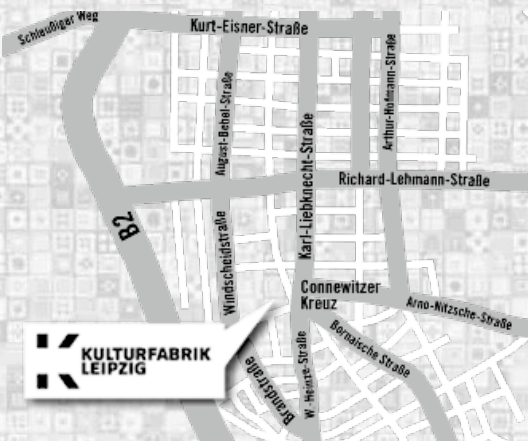 Schleußiger Weg
Kurt-Eisner-Straße
August-Bebel-Straße
Karl-Liebknecht-Straße
Arthur-Hoffmann-Straße
Richard-Lehmann-Straße
B2
Windscheidstraße
Connewitzer
Kreuz
Arno-Nitzsche-Straße
Bornaische Straße
W.-Heinze-Straße
Brandstraße
KULTURFABRIK
LEIPZIG